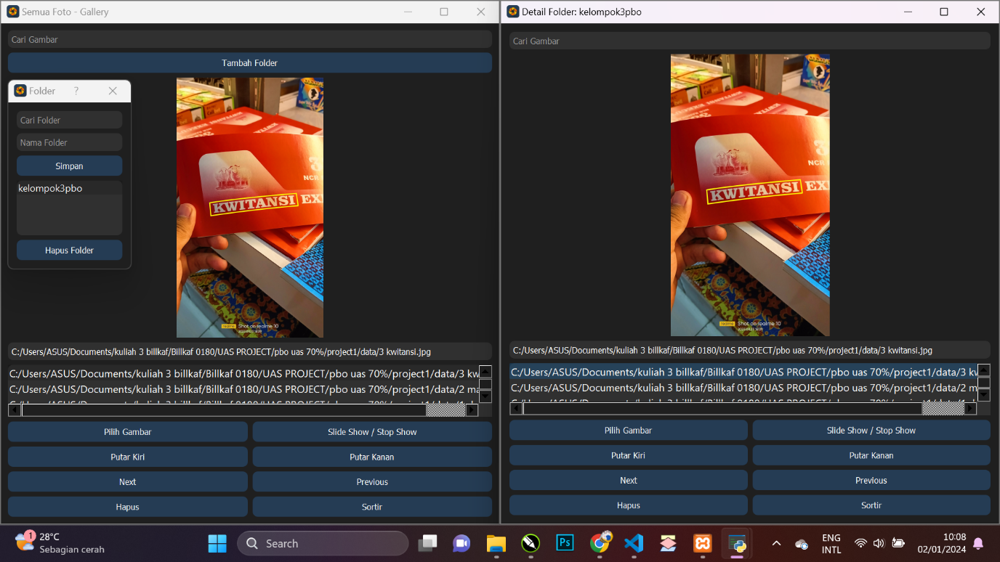 Semua Foto - Gallery
Cari Gambar
Tambah Folder
Folder
?
Cari Folder
Nama Folder
Simpan
kelompok3pbo
Hapus Folder
KWITANSI EX
NCR
realme Shot on realme 10
C:/Users/ASUS/Documents/kuliah 3 billkaf/Billkaf 0180/UAS PROJECT/pbo uas 70%/project1/data/3 kwitansi.jpg
C:/Users/ASUS/Documents/kuliah 3 billkaf/Billkaf 0180/UAS PROJECT/pbo uas 70%/project1/data/3 kw
C:/Users/ASUS/Documents/kuliah 3 billkaf/Billkaf 0180/UAS PROJECT/pbo uas 70%/project1/data/2 ma
Pilih Gambar
Slide Show / Stop Show
Putar Kiri
Putar Kanan
Next
Previous
Hapus
Sortir
Detail Folder: kelompok3pbo
Cari Gambar
NCR
KWITANSI EX
realme Shot on realme 10
C:/Users/ASUS/Documents/kuliah 3 billkaf/Billkaf 0180/UAS PROJECT/pbo uas 70%/project1/data/3 kwitansi.jpg
C:/Users/ASUS/Documents/kuliah 3 billkaf/Billkaf 0180/UAS PROJECT/pbo uas 70%/project1/data/3 kw
C:/Users/ASUS/Documents/kuliah 3 billkaf/Billkaf 0180/UAS PROJECT/pbo uas 70%/project1/data/2 ma
Pilih Gambar
Slide Show / Stop Show
Putar Kiri
Putar Kanan
Next
Previous
Hapus
Sortir
1
28°C
Sebagian cerah
Search
Ps
ENG
INTL
10:08
02/01/2024